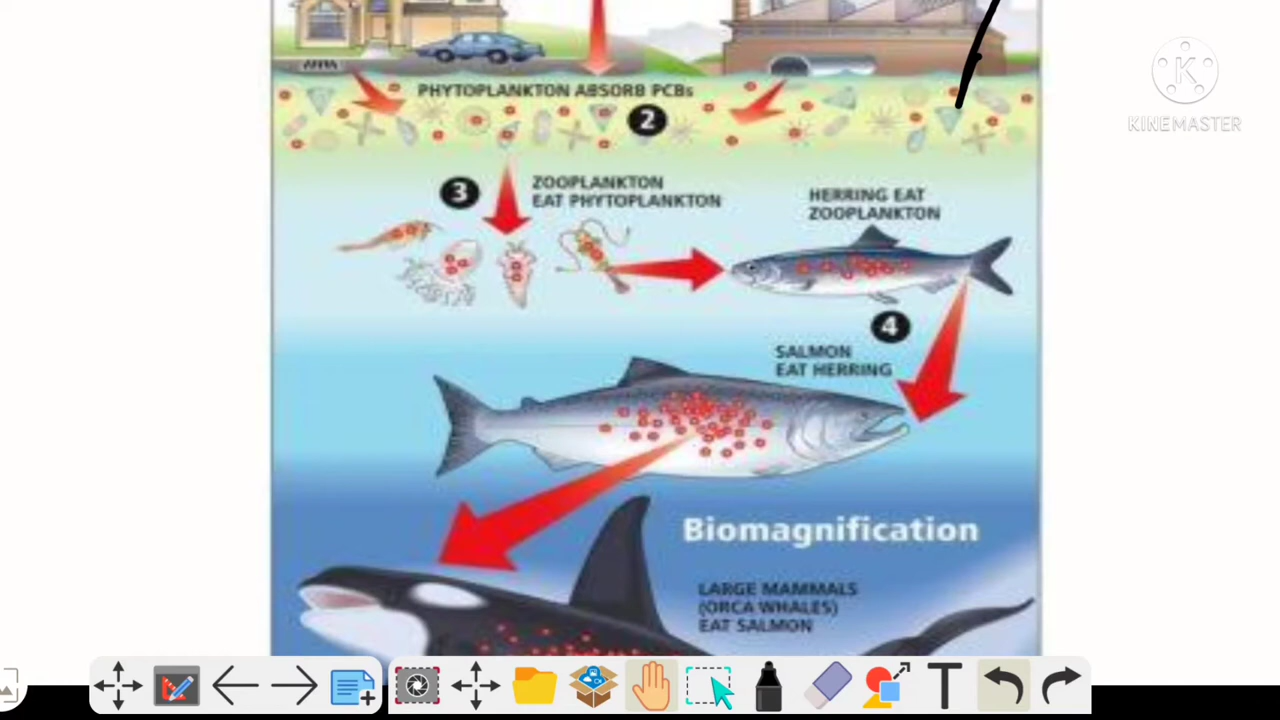 PHYTOPLANKTON ABSORB PCBs
2
3
ZOOPLANKTON
EAT PHYTOPLANKTON
HERRING EAT
ZOOPLANKTON
4
SALMON
EAT HERRING
Biomagnification
LARGE MAMMALS
(ORCA WHALES)
EAT SALMON
K
KINEMASTER
T